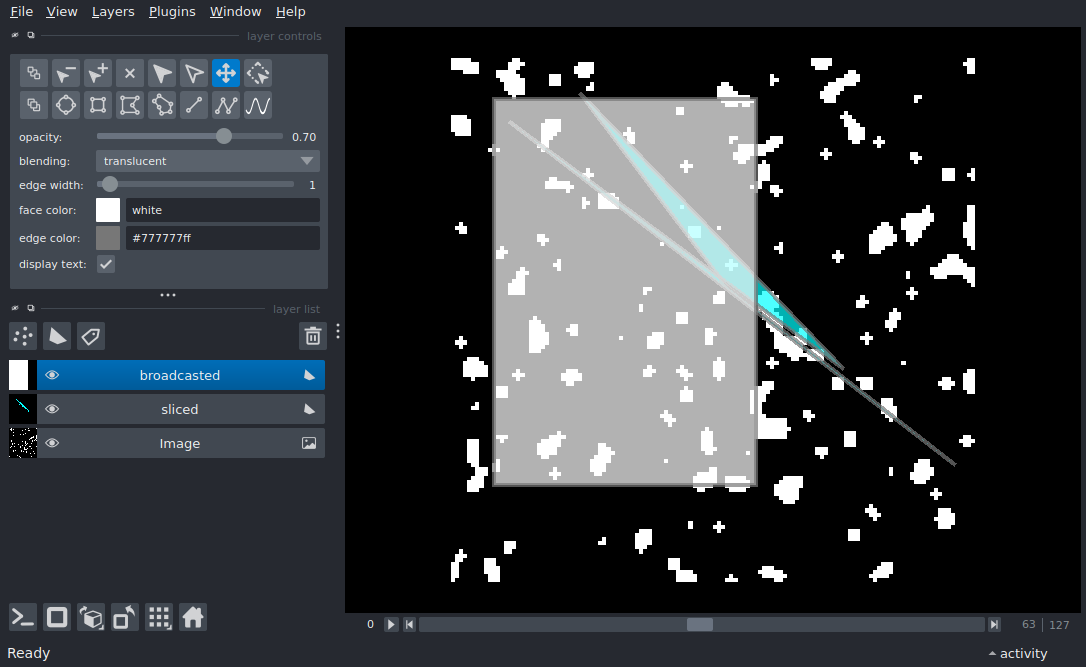 File View Layers Plugins Window Help
layer controls
opacity: 0.70
blending: translucent
edge width: 1
face color: white
edge color: #777777ff
display text:
layer list
broadcasted
sliced
Image
0 63 127
Ready activity